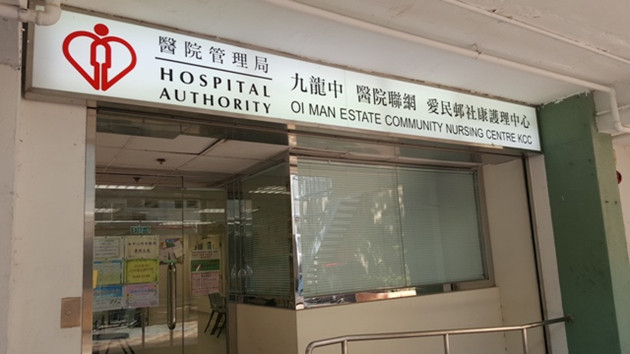 醫院管理局
HOSPITAL
AUTHORITY
九龍中 醫院聯網 愛民邨社康護理中心
OI MAN ESTATE COMMUNITY NURSING CENTRE KCC